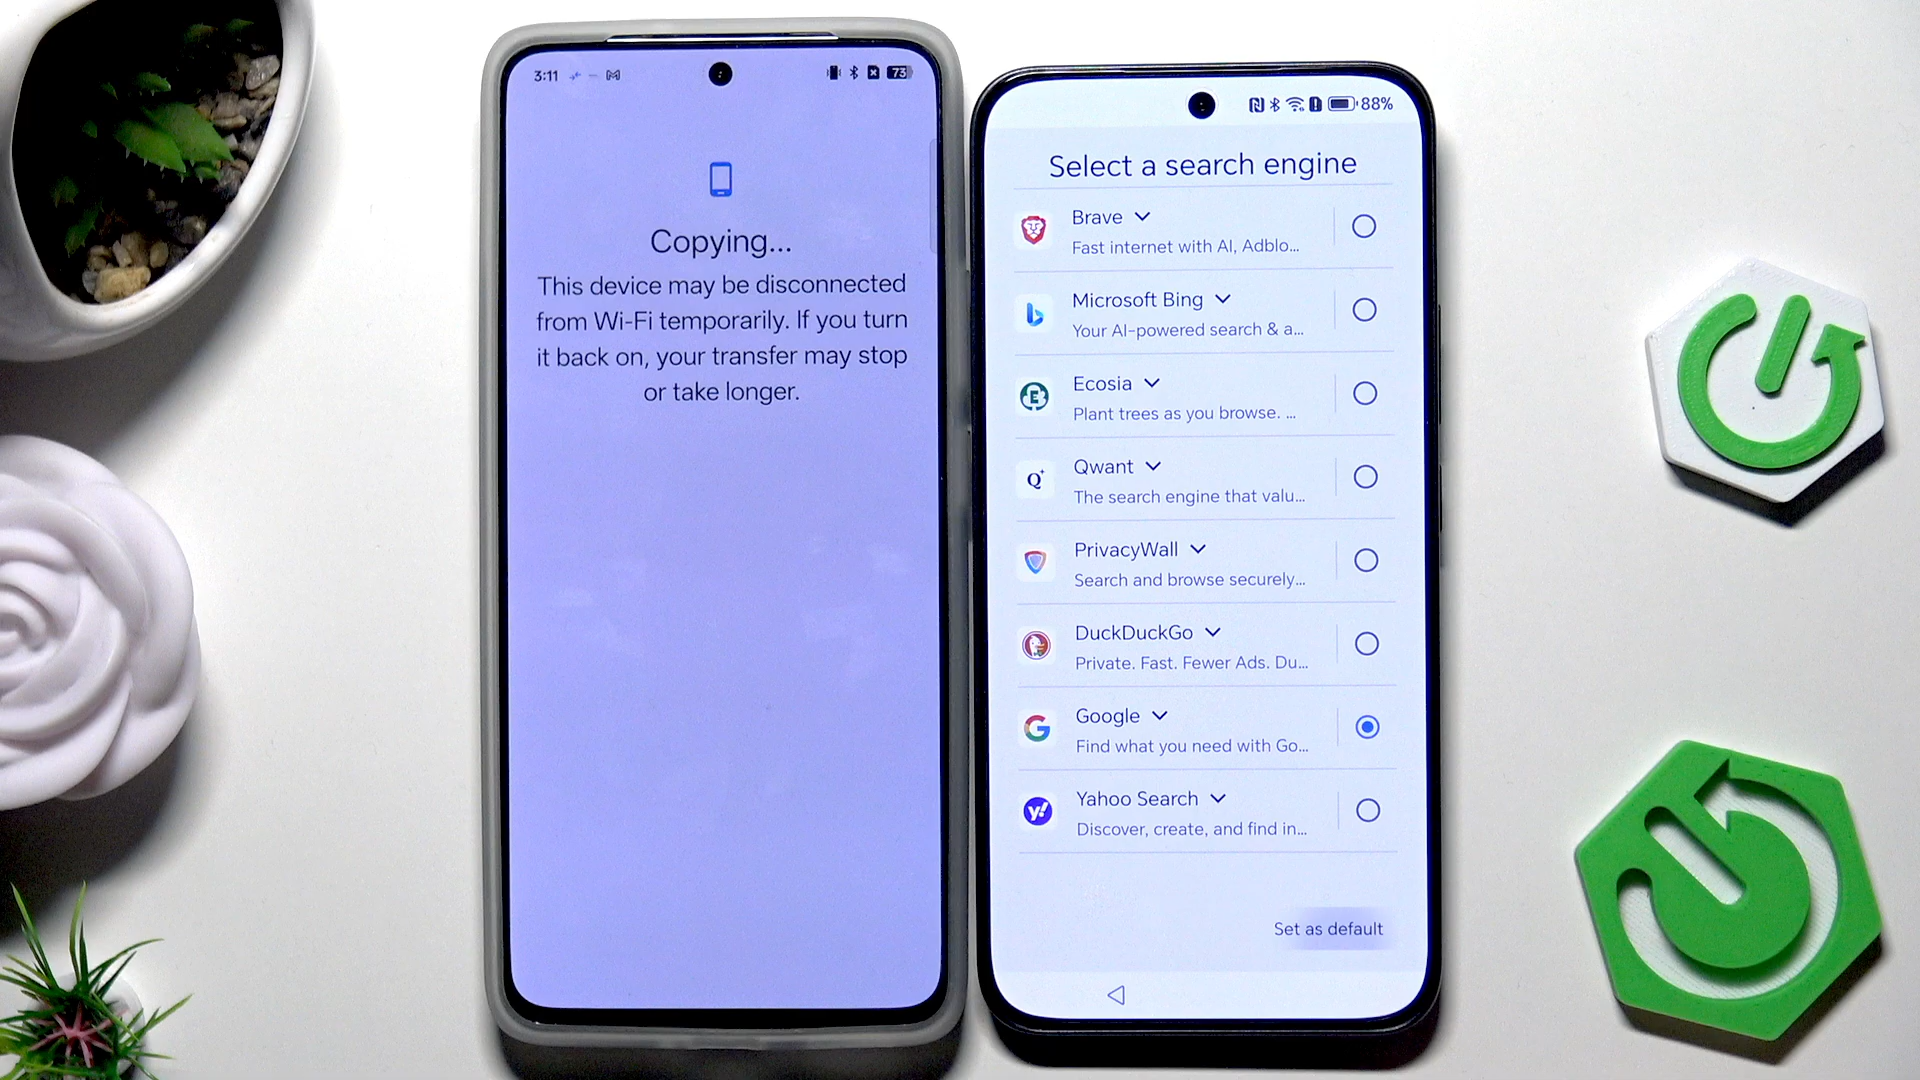 3:11
73
Copying...
This device may be disconnected
from Wi-Fi temporarily. If you turn
it back on, your transfer may stop
or take longer.
88%
Select a search engine
Brave
Fast internet with AI, Adblo...
Microsoft Bing
Your AI-powered search & a...
Ecosia
Plant trees as you browse. ...
Qwant
The search engine that valu...
PrivacyWall
Search and browse securely...
DuckDuckGo
Private. Fast. Fewer Ads. Du...
Google
Find what you need with Go...
Yahoo Search
Discover, create, and find in...
Set as default